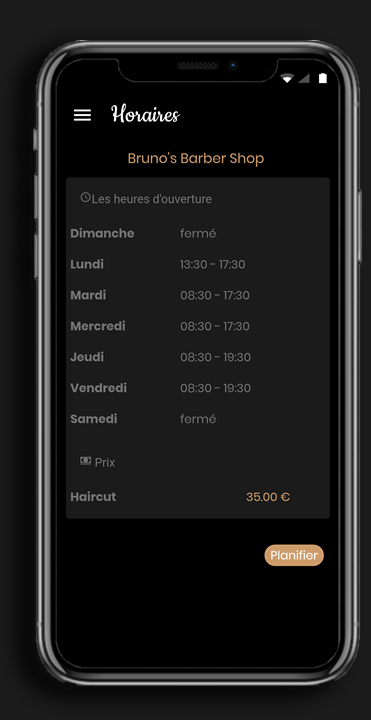 Horaires
Bruno's Barber Shop
Les heures d'ouverture
Dimanche fermé
Lundi 13:30 - 17:30
Mardi 08:30 - 17:30
Mercredi 08:30 - 17:30
Jeudi 08:30 - 19:30
Vendredi 08:30 - 19:30
Samedi fermé
Prix
Haircut 35.00 €
Planifier